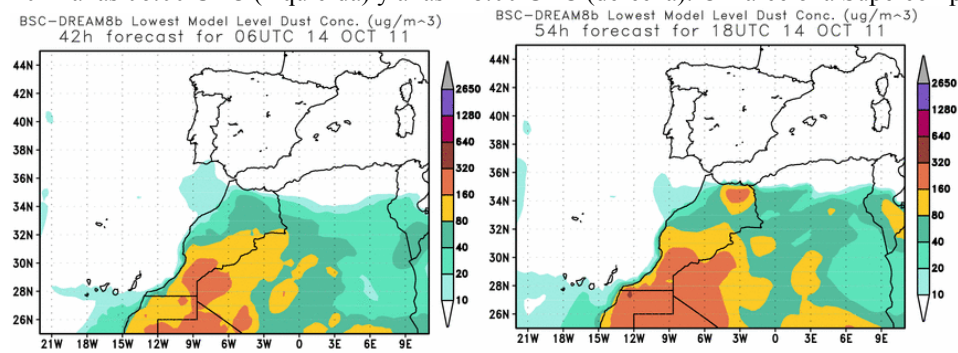 BSC-DREAM8b Lowest Model Level Dust Conc. (ug/m-3)
42h forecast for 06UTC 14 OCT 11
44N
42N
40N
38N
36N
34N
32N
30N
28N
26N
21W 18W 15W 12W 9W 6W 3W 0 3E 6E 9E
2650
1280
640
320
160
80
40
20
10
BSC-DREAM8b Lowest Model Level Dust Conc. (ug/m-3)
54h forecast for 18UTC 14 OCT 11
44N
42N
40N
38N
36N
34N
32N
30N
28N
26N
21W 18W 15W 12W 9W 6W 3W 0 3E 6E 9E
2650
1280
640
320
160
80
40
20
10